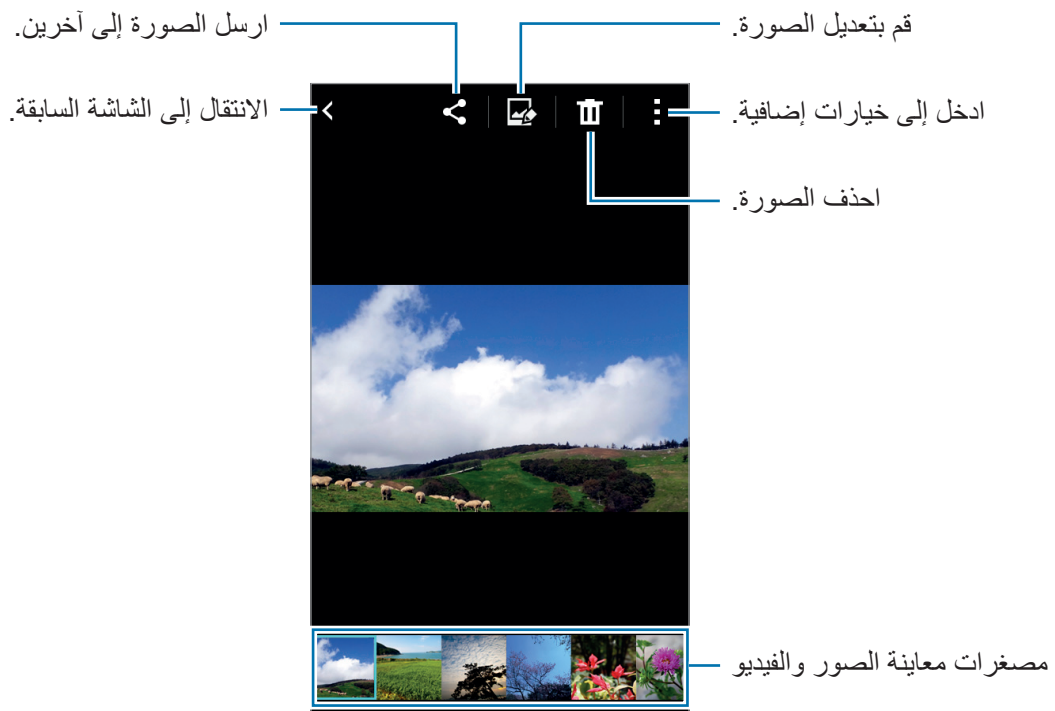 ارسل الصورة إلى آخرين.
قم بتعديل الصورة.
الانتقال إلى الشاشة السابقة.
ادخل إلى خيارات إضافية.
احذف الصورة.
مصغرات معاينة الصور والفيديو